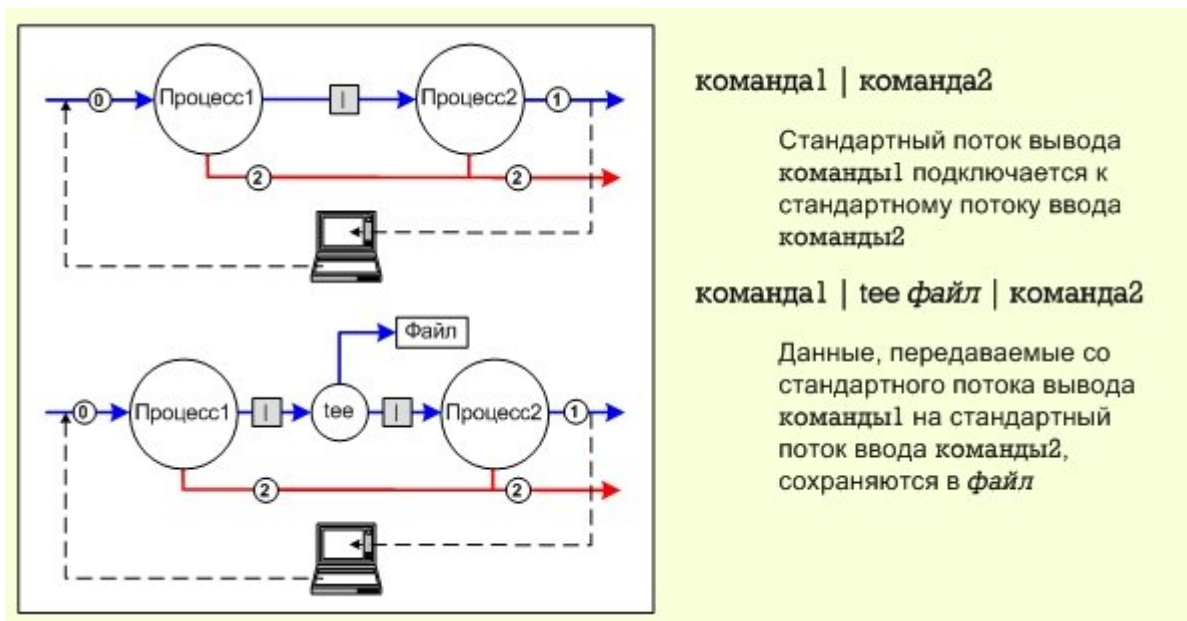 0
Процесс1
|
Процесс2
1
2
2
Файл
0
Процесс1
|
tee
|
Процесс2
1
2
2
команда1 | команда2
Стандартный поток вывода
команды1 подключается к
стандартному потоку ввода
команды2
команда1 | tee файл | команда2
Данные, передаваемые со
стандартного потока вывода
команды1 на стандартный
поток ввода команды2,
сохраняются в файл